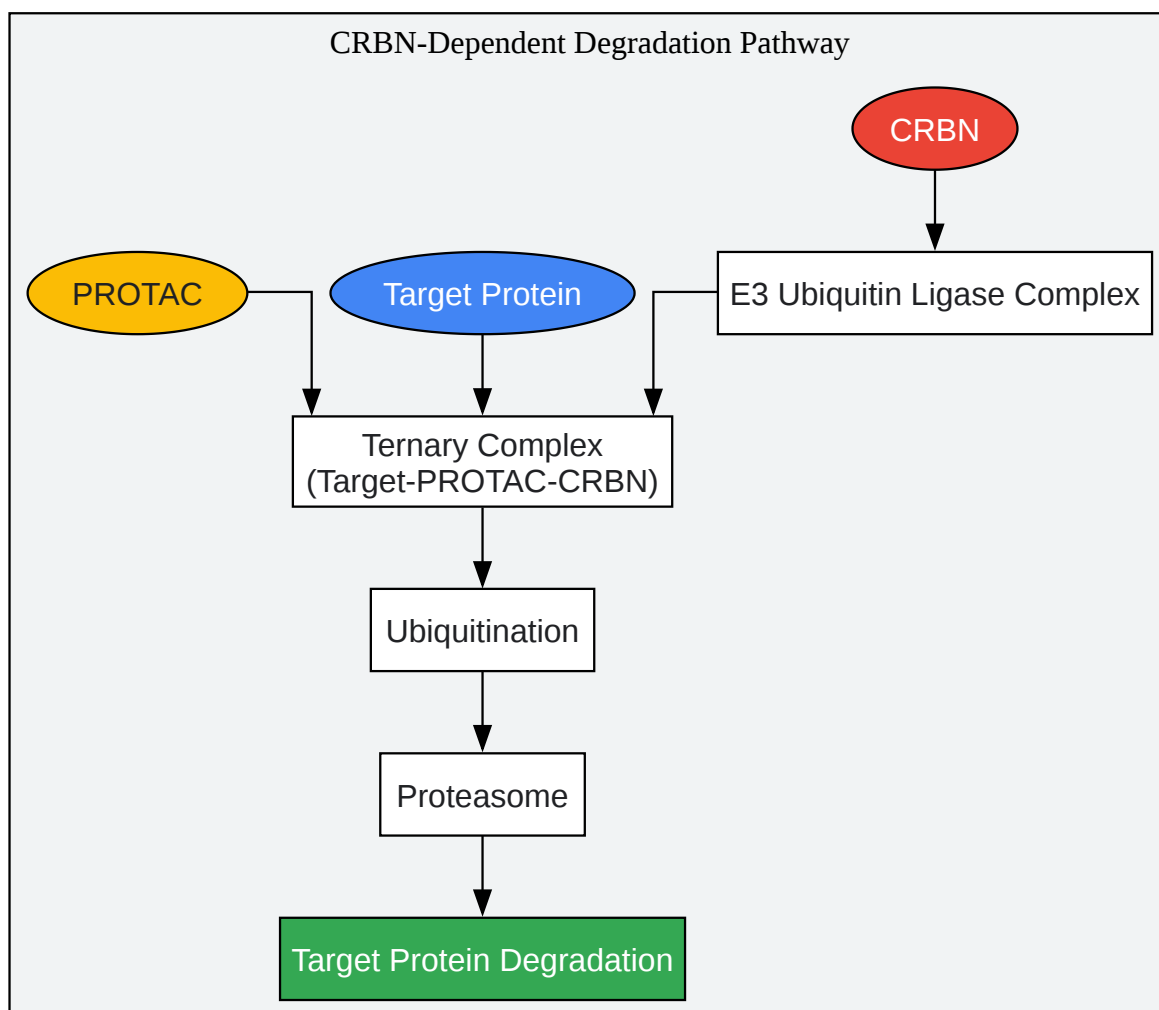 CRBN-Dependent Degradation Pathway
CRBN
PROTAC
Target Protein
E3 Ubiquitin Ligase Complex
Ternary Complex
(Target-PROTAC-CRBN)
Ubiquitination
Proteasome
Target Protein Degradation